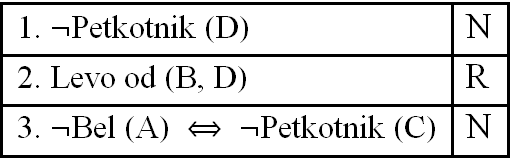 1. ¬Petkotnik (D) N
2. Levo od (B, D) R
3. ¬Bel (A) ⇔ ¬Petkotnik (C) N